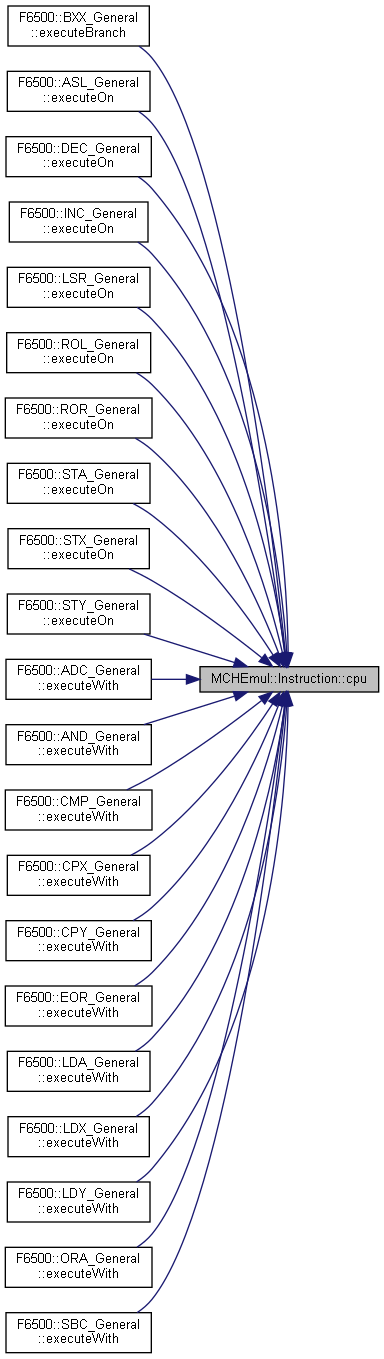 F6500::BXX_General
::executeBranch
F6500::ASL_General
::executeOn
F6500::DEC_General
::executeOn
F6500::INC_General
::executeOn
F6500::LSR_General
::executeOn
F6500::ROL_General
::executeOn
F6500::ROR_General
::executeOn
F6500::STA_General
::executeOn
F6500::STX_General
::executeOn
F6500::STY_General
::executeOn
F6500::ADC_General
::executeWith
MCHEmul::Instruction::cpu
F6500::AND_General
::executeWith
F6500::CMP_General
::executeWith
F6500::CPX_General
::executeWith
F6500::CPY_General
::executeWith
F6500::EOR_General
::executeWith
F6500::LDA_General
::executeWith
F6500::LDX_General
::executeWith
F6500::LDY_General
::executeWith
F6500::ORA_General
::executeWith
F6500::SBC_General
::executeWith